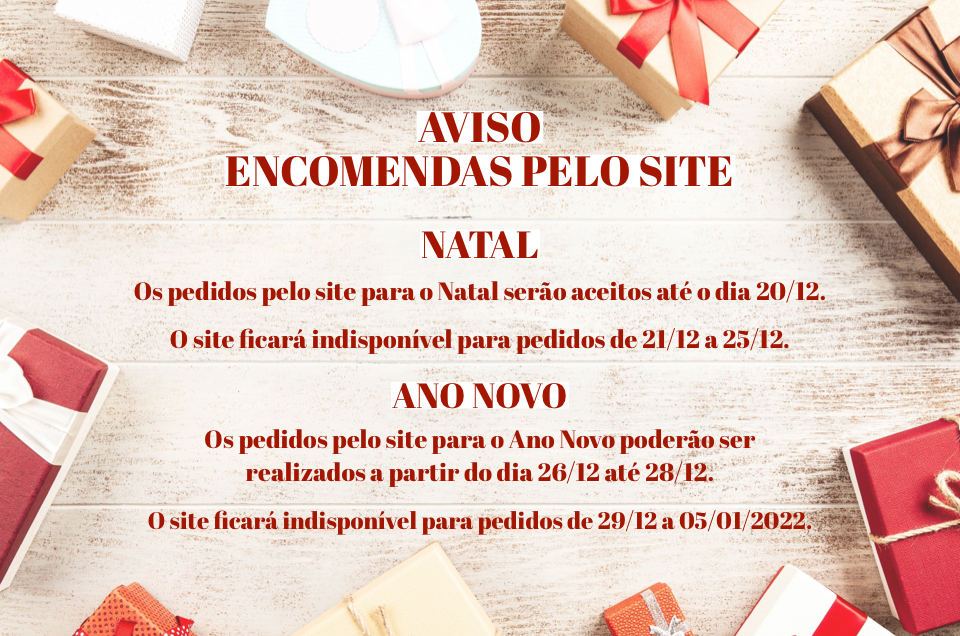 AVISO
ENCOMENDAS PELO SITE
NATAL
Os pedidos pelo site para o Natal serão aceitos até o dia 20/12.
O site ficará indisponível para pedidos de 21/12 a 25/12.
ANO NOVO
Os pedidos pelo site para o Ano Novo poderão ser
realizados a partir do dia 26/12 até 28/12.
O site ficará indisponível para pedidos de 29/12 a 05/01/2022.